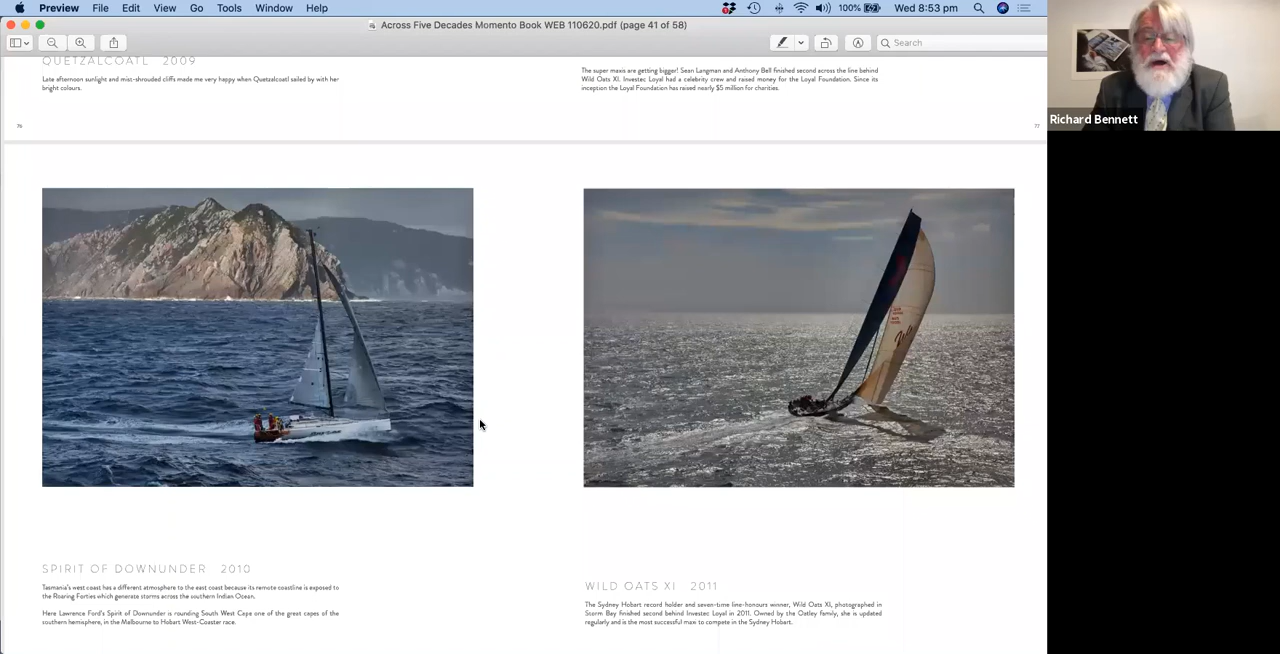 Preview File Edit View Go Tools Window Help 100% Wed 8:53 pm
Across Five Decades Momento Book WEB 110620.pdf (page 41 of 58)
Search
QUETZALCOATL 2009
Late afternoon sunlight and mist-shrouded cliffs made me very happy when Quetzalcoatl sailed by with her
bright colours.
The super maxis are getting bigger! Sean Langman and Anthony Bell finished second across the line behind
Wild Oats XI. Investec Loyal had a celebrity crew and raised money for the Loyal Foundation. Since its
inception the Loyal Foundation has raised nearly $5 million for charities.
76
77
Richard Bennett
SPIRIT OF DOWNUNDER 2010
Tasmania's west coast has a different atmosphere to the east coast because its remote coastline is exposed to
the Roaring Forties which generate storms across the southern Indian Ocean.
Here Lawrence Ford's Spirit of Downunder is rounding South West Cape one of the great capes of the
southern hemisphere, in the Melbourne to Hobart West-Coaster race.
WILD OATS XI 2011
The Sydney Hobart record holder and seven-time line-honours winner, Wild Oats XI, photographed in
Storm Bay finished second behind Investec Loyal in 2011. Owned by the Oatley family, she is updated
regularly and is the most successful maxi to compete in the Sydney Hobart.